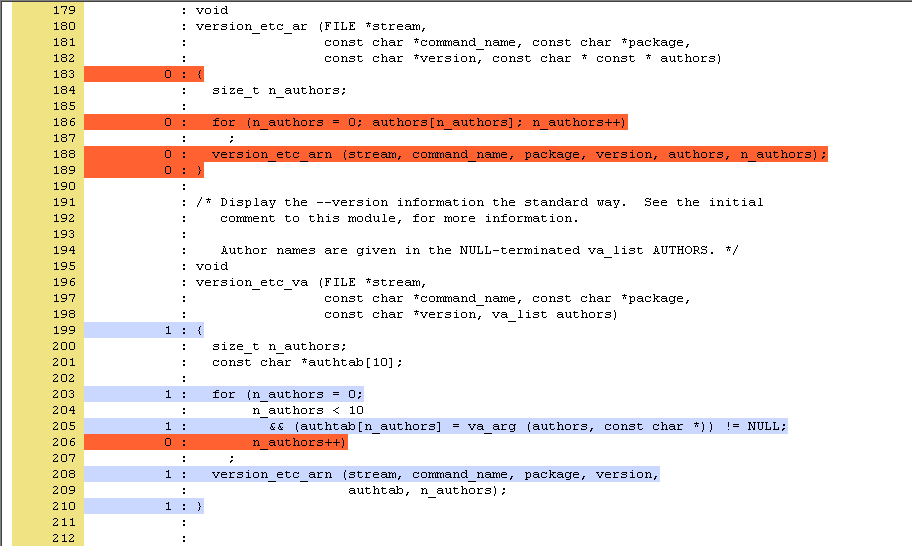 179                : void
180                : version_etc_ar (FILE *stream,
181                :                 const char *command_name, const char *package,
182                :                 const char *version, const char * const * authors)
183              0 : {
184                :   size_t n_authors;
185                :
186              0 :   for (n_authors = 0; authors[n_authors]; n_authors++)
187                :     ;
188              0 :   version_etc_arn (stream, command_name, package, version, authors, n_authors);
189              0 : }
190                :
191                : /* Display the --version information the standard way.  See the initial
192                :    comment to this module, for more information.
193                :
194                :    Author names are given in the NULL-terminated va_list AUTHORS. */
195                : void
196                : version_etc_va (FILE *stream,
197                :                 const char *command_name, const char *package,
198                :                 const char *version, va_list authors)
199              1 : {
200                :   size_t n_authors;
201                :   const char *authtab[10];
202                :
203              1 :   for (n_authors = 0;
204                :        n_authors < 10
205              1 :          && (authtab[n_authors] = va_arg (authors, const char *)) != NULL;
206              0 :        n_authors++)
207                :     ;
208              1 :   version_etc_arn (stream, command_name, package, version,
209                :                    authtab, n_authors);
210              1 : }
211                :
212                :